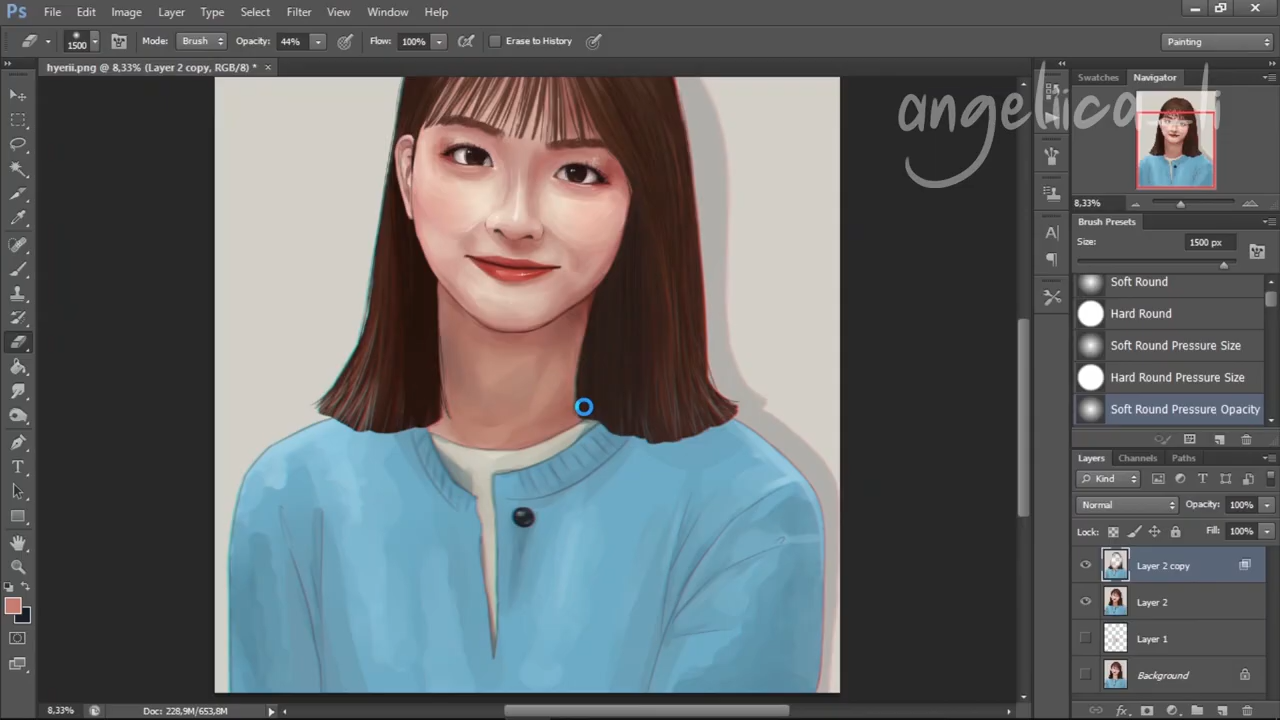 Ps File Edit Image Layer Type Select Filter View Window Help
1500 Mode: Brush Opacity: 44% Flow: 100% Erase to History Painting
hyerii.png @ 8,33% (Layer 2 copy, RGB/8) *
Swatches Navigator
8,33%
Brush Presets
Size: 1500 px
Soft Round
Hard Round
Soft Round Pressure Size
Hard Round Pressure Size
Soft Round Pressure Opacity
Layers Channels Paths
Kind
Normal Opacity: 100%
Lock: Fill: 100%
Layer 2 copy
Layer 2
Layer 1
Background
8,33% Doc: 228,9M/653,8M